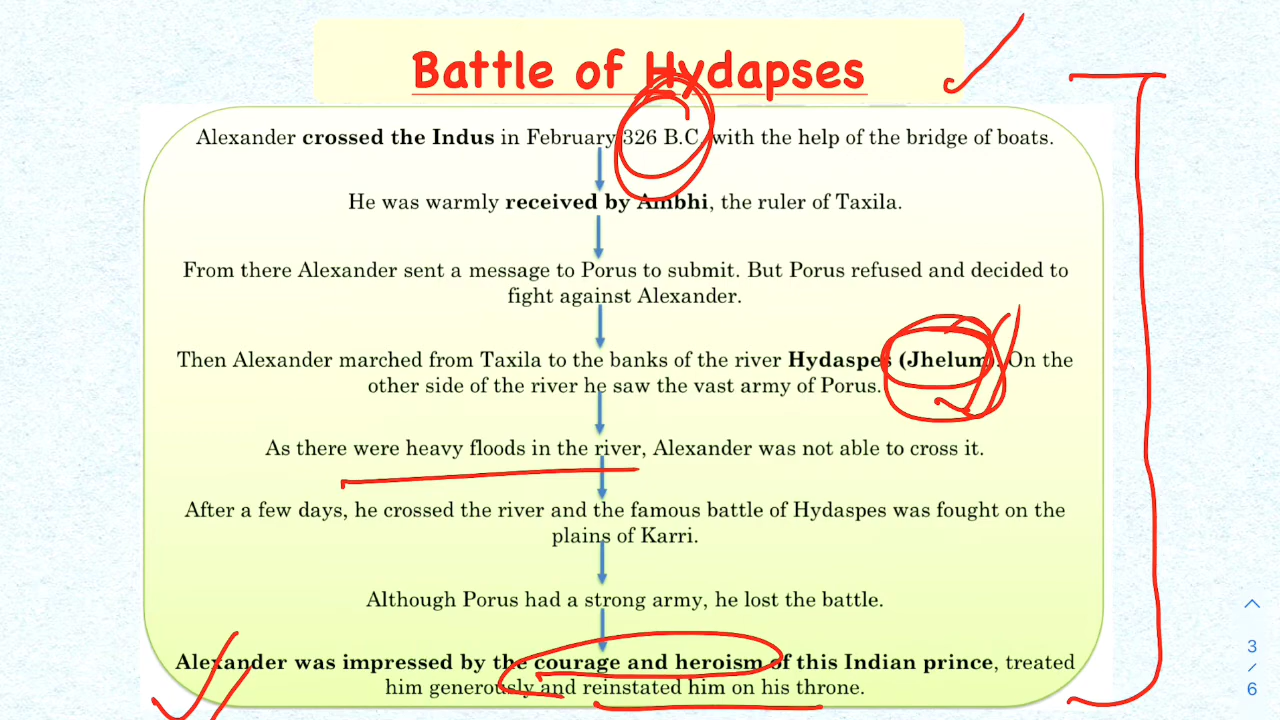 Battle of Hydapses
Alexander crossed the Indus in February 326 B.C. with the help of the bridge of boats.
He was warmly received by Ambhi, the ruler of Taxila.
From there Alexander sent a message to Porus to submit. But Porus refused and decided to
fight against Alexander.
Then Alexander marched from Taxila to the banks of the river Hydaspes (Jhelum). On the
other side of the river he saw the vast army of Porus.
As there were heavy floods in the river, Alexander was not able to cross it.
After a few days, he crossed the river and the famous battle of Hydaspes was fought on the
plains of Karri.
Although Porus had a strong army, he lost the battle.
Alexander was impressed by the courage and heroism of this Indian prince, treated
him generously and reinstated him on his throne.
3
/
6